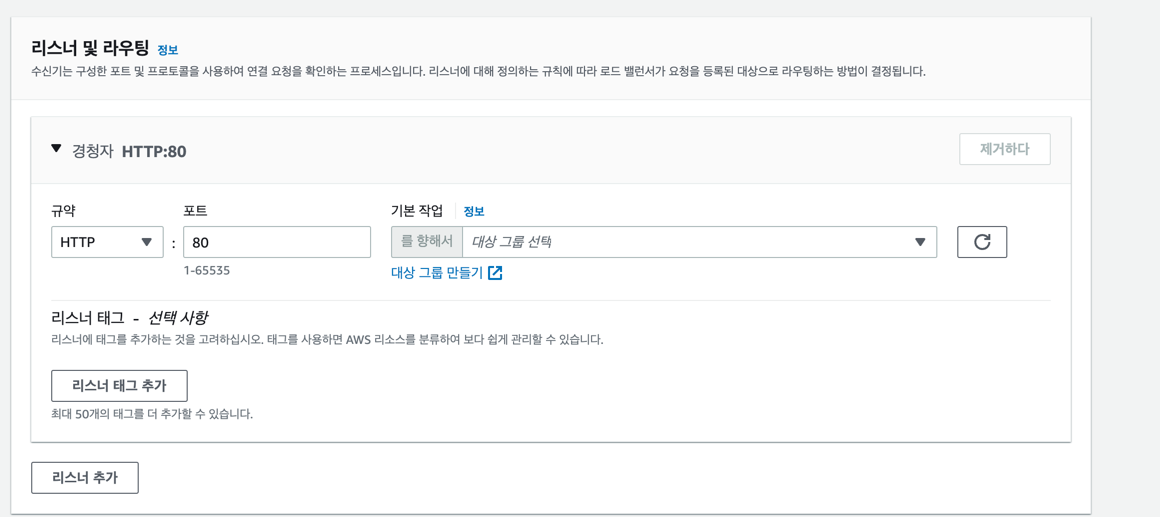 리스너 및 라우팅 정보
수신기는 구성한 포트 및 프로토콜을 사용하여 연결 요청을 확인하는 프로세스입니다. 리스너에 대해 정의하는 규칙에 따라 로드 밸런서가 요청을 등록된 대상으로 라우팅하는 방법이 결정됩니다.
경청자 HTTP:80 제거하다
규약 포트 기본 작업 정보
HTTP : 80 를 향해서 대상 그룹 선택
1-65535 대상 그룹 만들기
리스너 태그 - 선택 사항
리스너에 태그를 추가하는 것을 고려하십시오. 태그를 사용하면 AWS 리소스를 분류하여 보다 쉽게 관리할 수 있습니다.
리스너 태그 추가
최대 50개의 태그를 더 추가할 수 있습니다.
리스너 추가